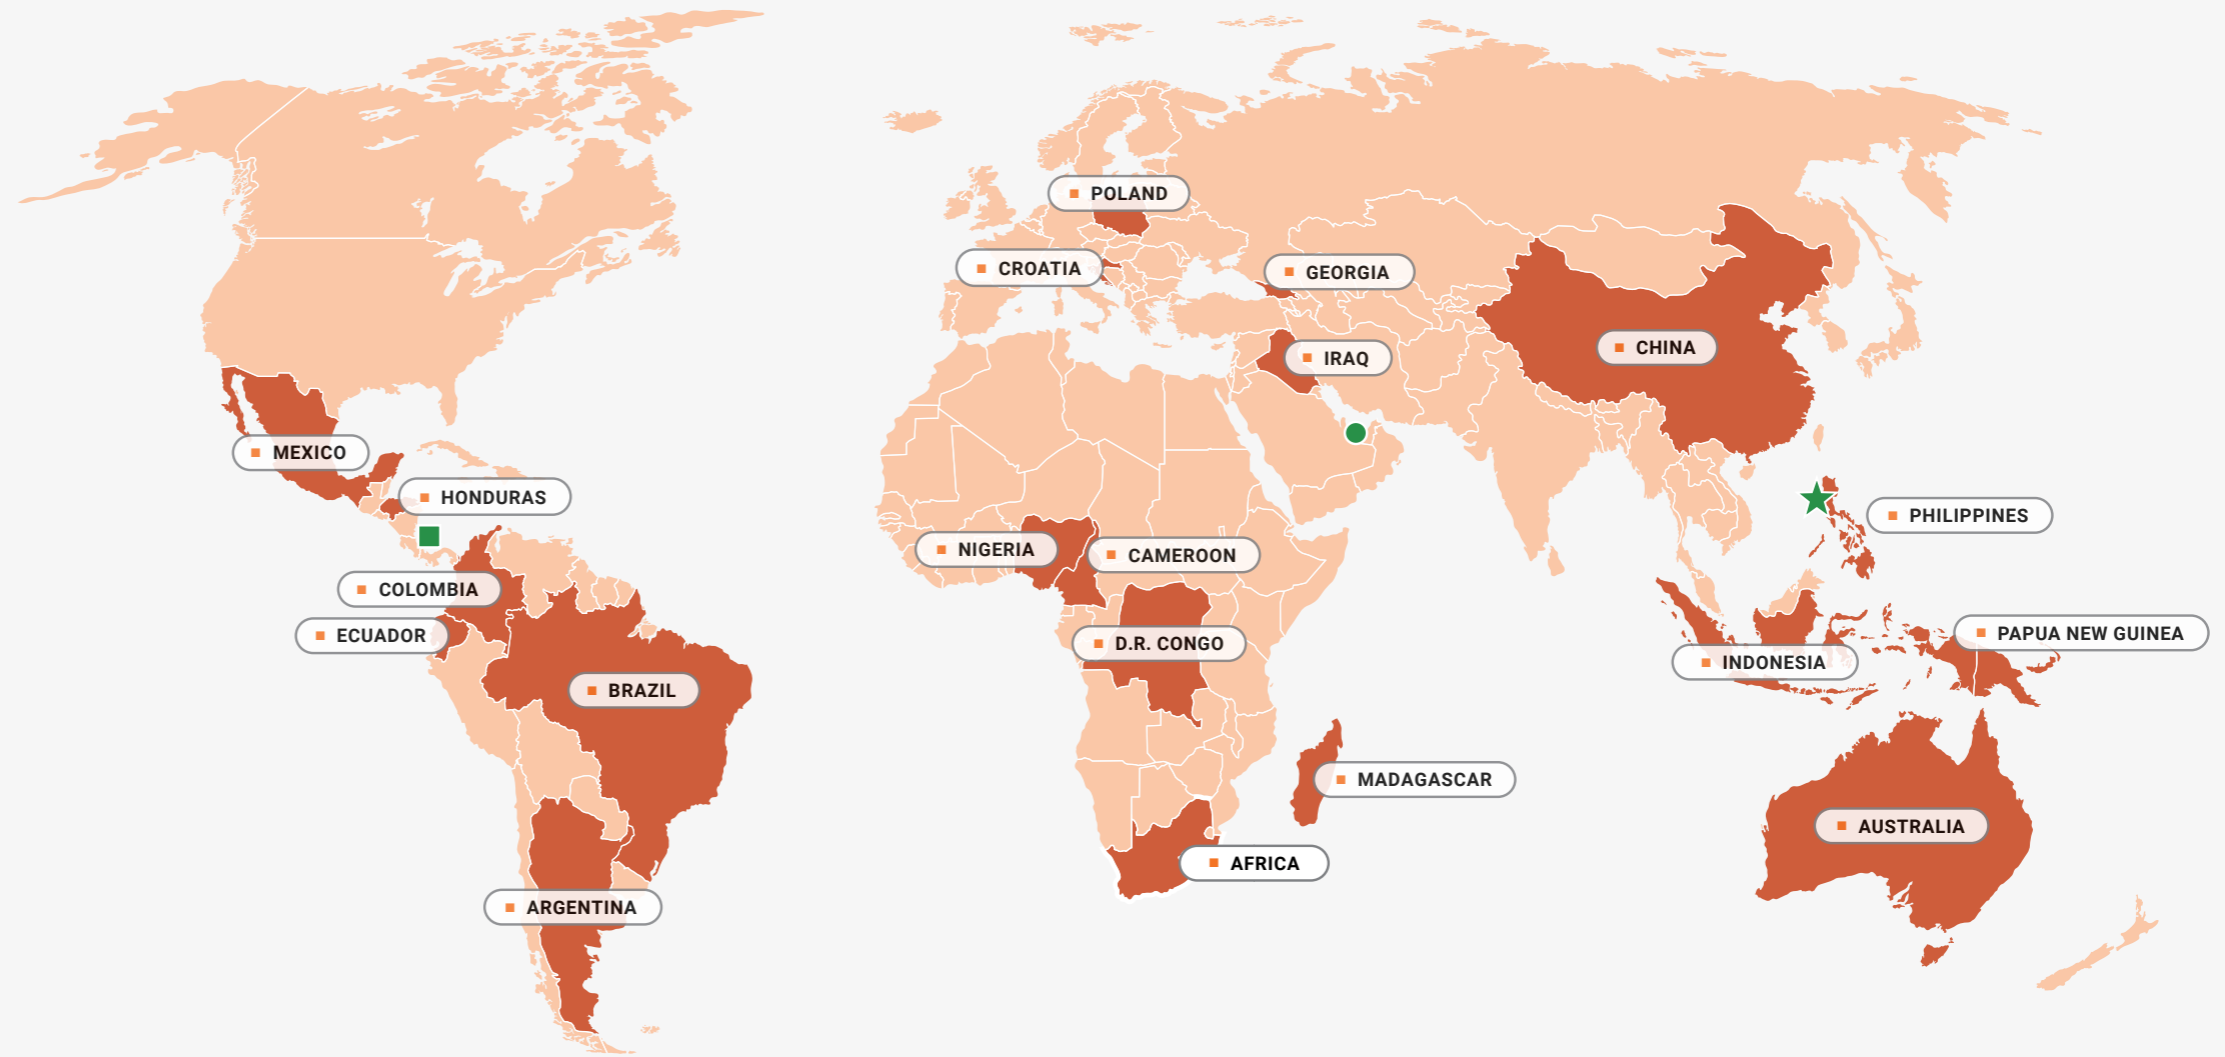 POLAND
CROATIA
GEORGIA
CHINA
IRAQ
MEXICO
HONDURAS
PHILIPPINES
NIGERIA
CAMEROON
COLOMBIA
ECUADOR
D.R. CONGO
PAPUA NEW GUINEA
INDONESIA
BRAZIL
MADAGASCAR
AUSTRALIA
AFRICA
ARGENTINA